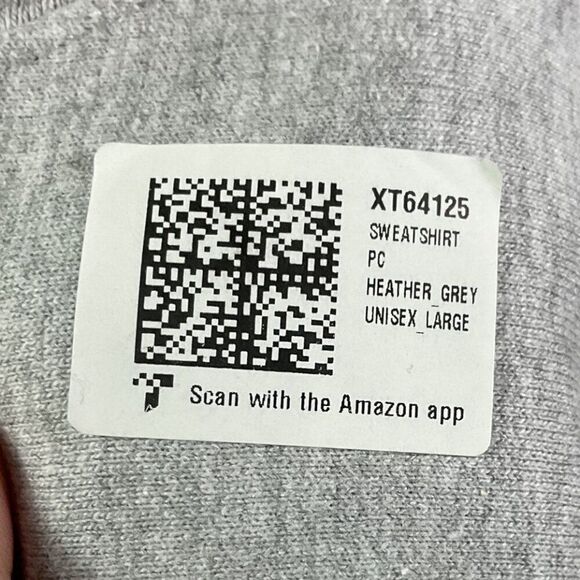 XT64125
SWEATSHIRT
PC
HEATHER_GREY
UNISEX_LARGE
Scan with the Amazon app